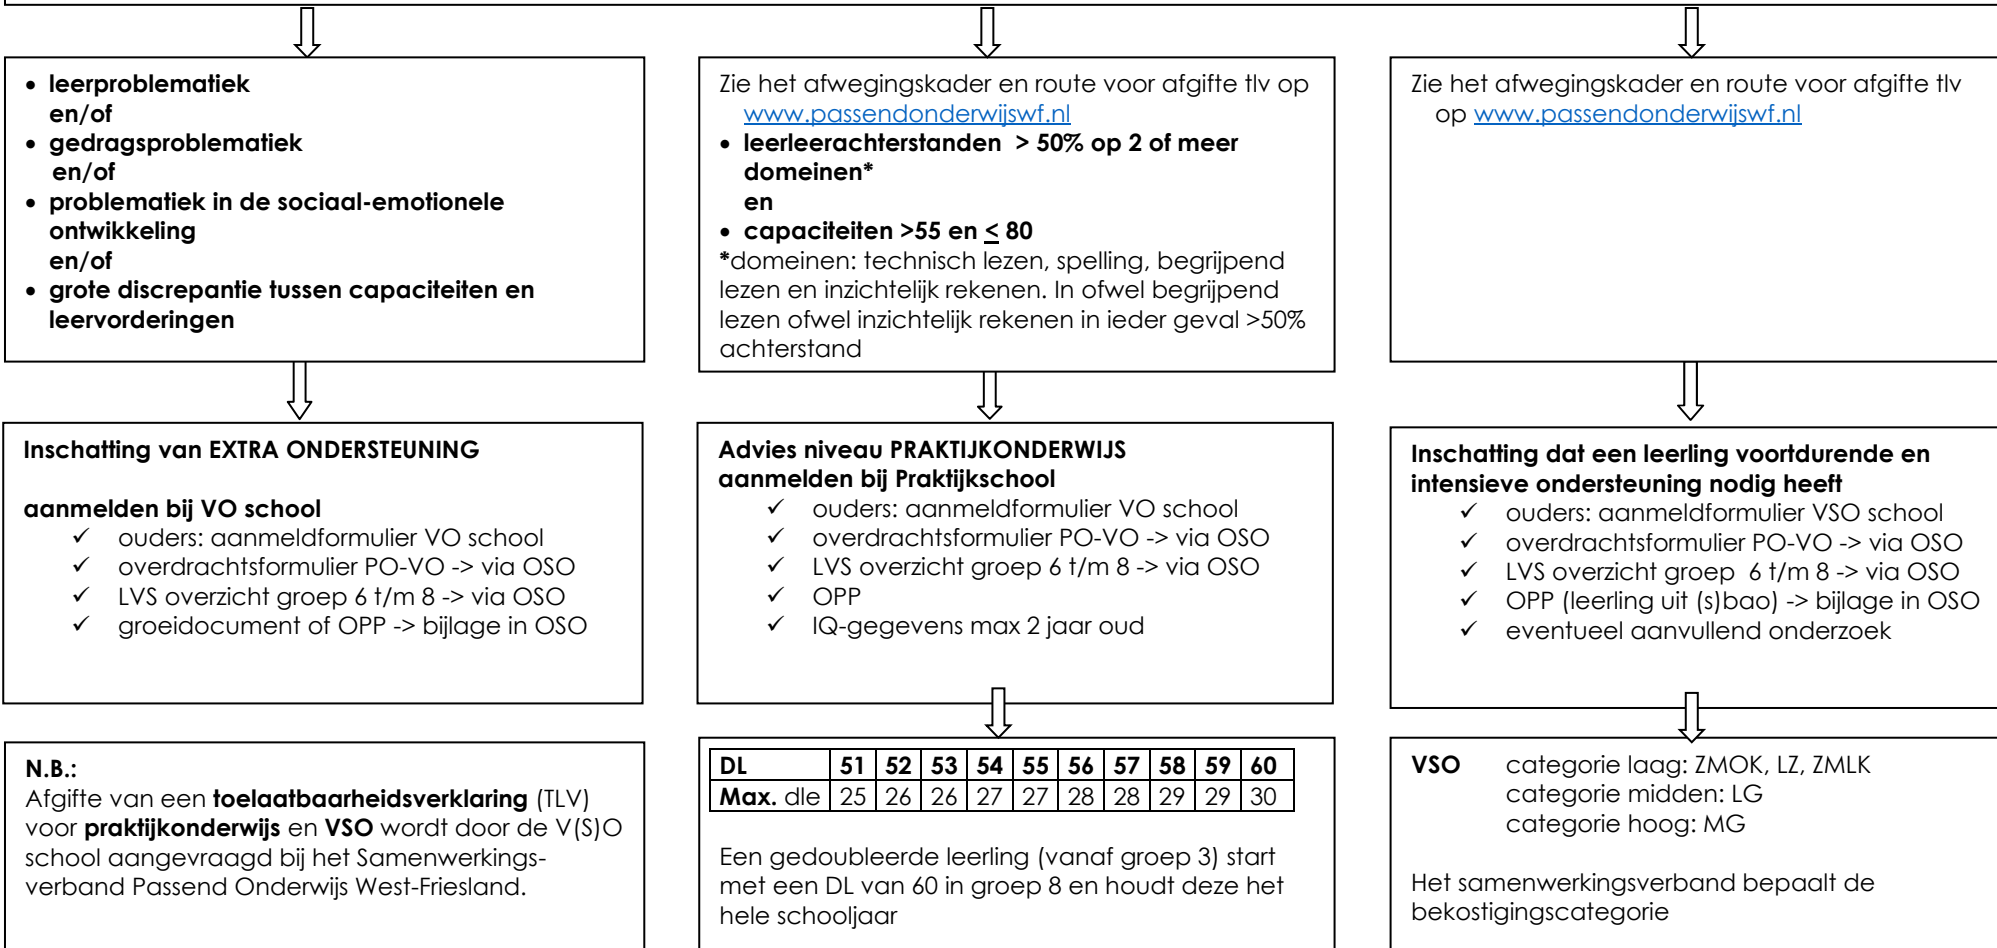 • leerproblematiek
en/of
• gedragsproblematiek
en/of
• problematiek in de sociaal-emotionele
ontwikkeling
en/of
• grote discrepantie tussen capaciteiten en
leervorderingen
Zie het afwegingskader en route voor afgifte tlv op
www.passendonderwijswf.nl
• leerleerachterstanden > 50% op 2 of meer
domeinen*
en
• capaciteiten >55 en < 80
*domeinen: technisch lezen, spelling, begrijpend
lezen en inzichtelijk rekenen. In ofwel begrijpend
lezen ofwel inzichtelijk rekenen in ieder geval >50%
achterstand
Zie het afwegingskader en route voor afgifte tlv
op www.passendonderwijswf.nl
Inschatting van EXTRA ONDERSTEUNING
aanmelden bij VO school
✓ ouders: aanmeldformulier VO school
✓ overdrachtsformulier PO-VO -> via OSO
✓ LVS overzicht groep 6 t/m 8 -> via OSO
✓ groeidocument of OPP -> bijlage in OSO
Advies niveau PRAKTIJKONDERWIJS
aanmelden bij Praktijkschool
✓ ouders: aanmeldformulier VO school
✓ overdrachtsformulier PO-VO -> via OSO
✓ LVS overzicht groep 6 t/m 8 -> via OSO
✓ OPP
✓ IQ-gegevens max 2 jaar oud
Inschatting dat een leerling voortdurende en
intensieve ondersteuning nodig heeft
✓ ouders: aanmeldformulier VSO school
✓ overdrachtsformulier PO-VO -> via OSO
✓ LVS overzicht groep 6 t/m 8 -> via OSO
✓ OPP (leerling uit (s)bao) -> bijlage in OSO
✓ eventueel aanvullend onderzoek
N.B.:
Afgifte van een toelaatbaarheidsverklaring (TLV)
voor praktijkonderwijs en VSO wordt door de V(S)O
school aangevraagd bij het Samenwerkings-
verband Passend Onderwijs West-Friesland.
DL 51 52 53 54 55 56 57 58 59 60
Max. dle 25 26 26 27 27 28 28 29 29 30
Een gedoubleerde leerling (vanaf groep 3) start
met een DL van 60 in groep 8 en houdt deze het
hele schooljaar
VSO categorie laag: ZMOK, LZ, ZMLK
categorie midden: LG
categorie hoog: MG
Het samenwerkingsverband bepaalt de
bekostigingscategorie